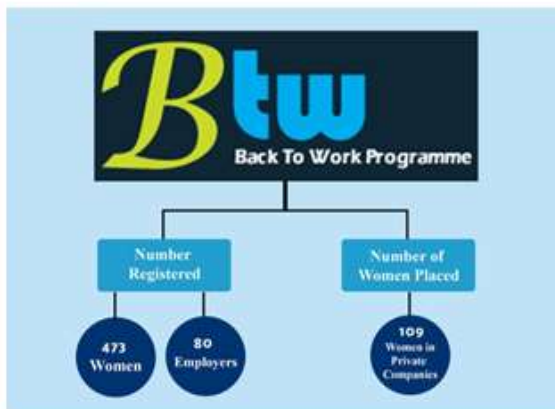 Btw
Back To Work Programme
Number
Registered
Number of
Women Placed
473
Women
80
Employers
109
Women in
Private
Companies